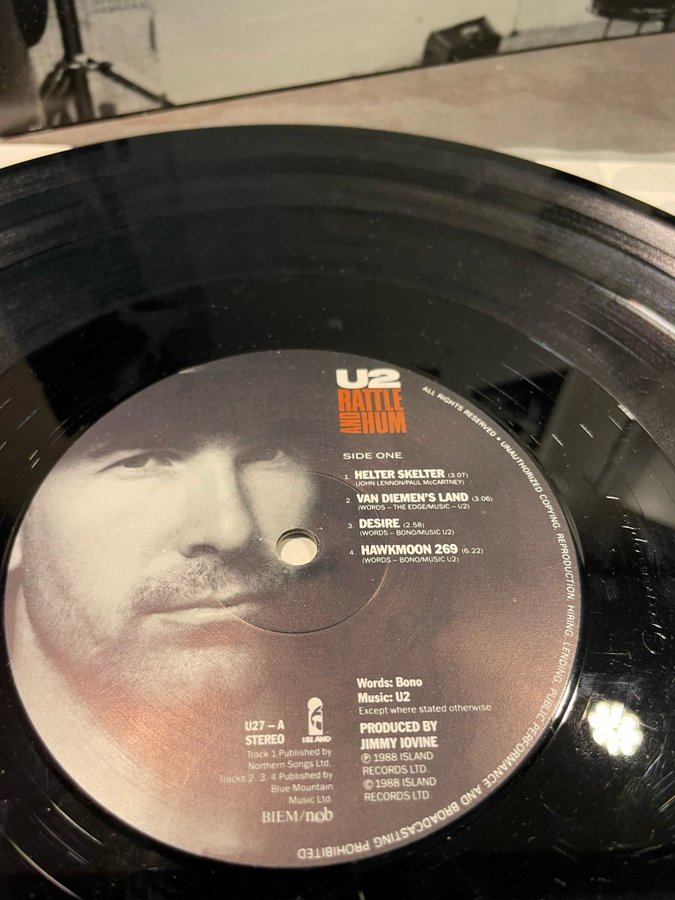 U2
RATTLE
AND HUM
SIDE ONE
1. HELTER SKELTER (3.07)
(JOHN LENNON/PAUL McCARTNEY)
2. VAN DIEMEN'S LAND (3.06)
(WORDS – THE EDGE/MUSIC – U2)
3. DESIRE (2.58)
(WORDS – BONO/MUSIC U2)
4. HAWKMOON 269 (6.22)
(WORDS – BONO/MUSIC U2)
Words: Bono
Music: U2
Except where stated otherwise
PRODUCED BY
JIMMY IOVINE
℗ 1988 ISLAND
RECORDS LTD.
© 1988 ISLAND
RECORDS LTD.
U27 – A
STEREO
ISLAND
Track 1 Published by
Northern Songs Ltd.
Tracks 2, 3, 4 Published by
Blue Mountain
Music Ltd.
BIEM/ncb
ALL RIGHTS RESERVED • UNAUTHORIZED COPYING, REPRODUCTION, HIRING, LENDING, PUBLIC PERFORMANCE AND BROADCASTING PROHIBITED